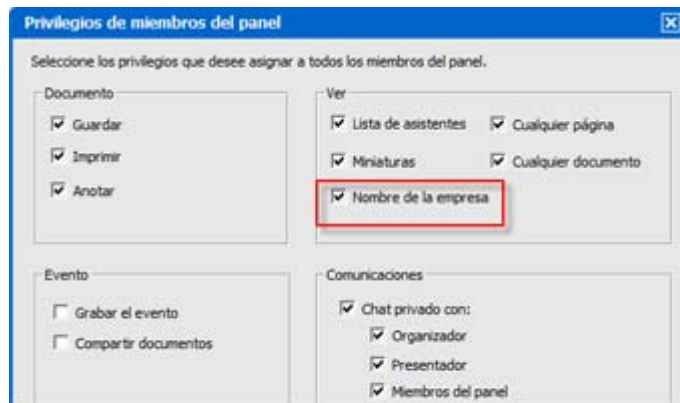 Privilegios de miembros del panel
Seleccione los privilegios que desee asignar a todos los miembros del panel.
Documento
Guardar
Imprimir
Anotar
Ver
Lista de asistentes
Cualquier página
Miniaturas
Cualquier documento
Nombre de la empresa
Evento
Grabar el evento
Compartir documentos
Comunicaciones
Chat privado con:
Organizador
Presentador
Miembros del panel